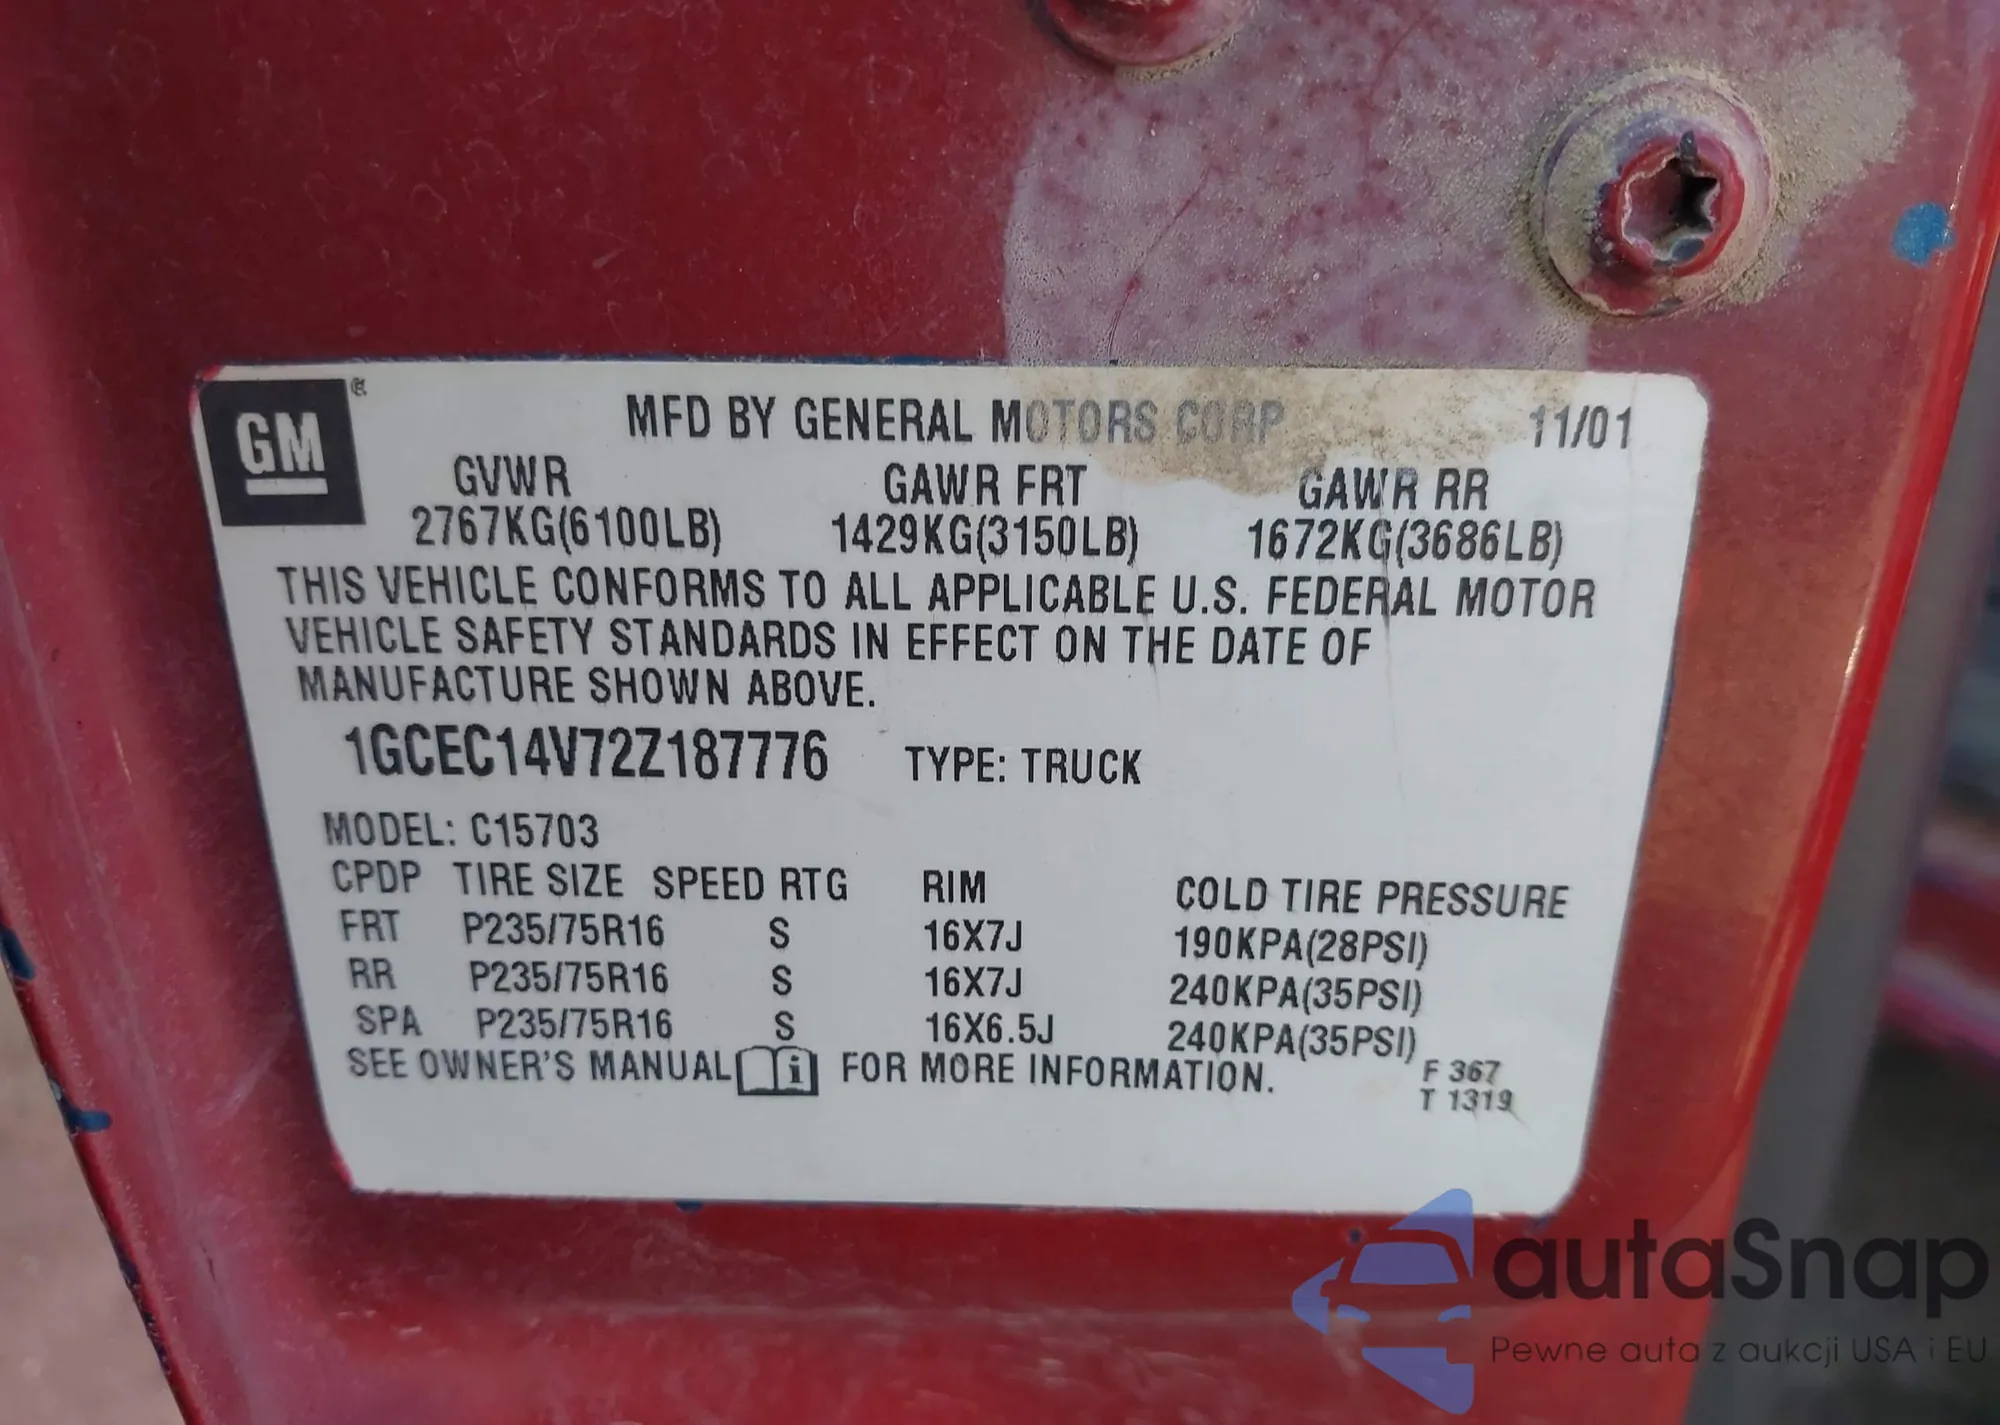 GM®
MFD BY GENERAL MOTORS CORP 11/01
GVWR GAWR FRT GAWR RR
2767KG(6100LB) 1429KG(3150LB) 1672KG(3686LB)
THIS VEHICLE CONFORMS TO ALL APPLICABLE U.S. FEDERAL MOTOR
VEHICLE SAFETY STANDARDS IN EFFECT ON THE DATE OF
MANUFACTURE SHOWN ABOVE.
1GCEC14V72Z187776 TYPE: TRUCK
MODEL: C15703
CPDP TIRE SIZE SPEED RTG RIM COLD TIRE PRESSURE
FRT P235/75R16 S 16X7J 190KPA(28PSI)
RR P235/75R16 S 16X7J 240KPA(35PSI)
SPA P235/75R16 S 16X6.5J 240KPA(35PSI)
SEE OWNER'S MANUAL i FOR MORE INFORMATION.
F 367
T 1319
autaSnap
Pewne auta z aukcji USA i EU